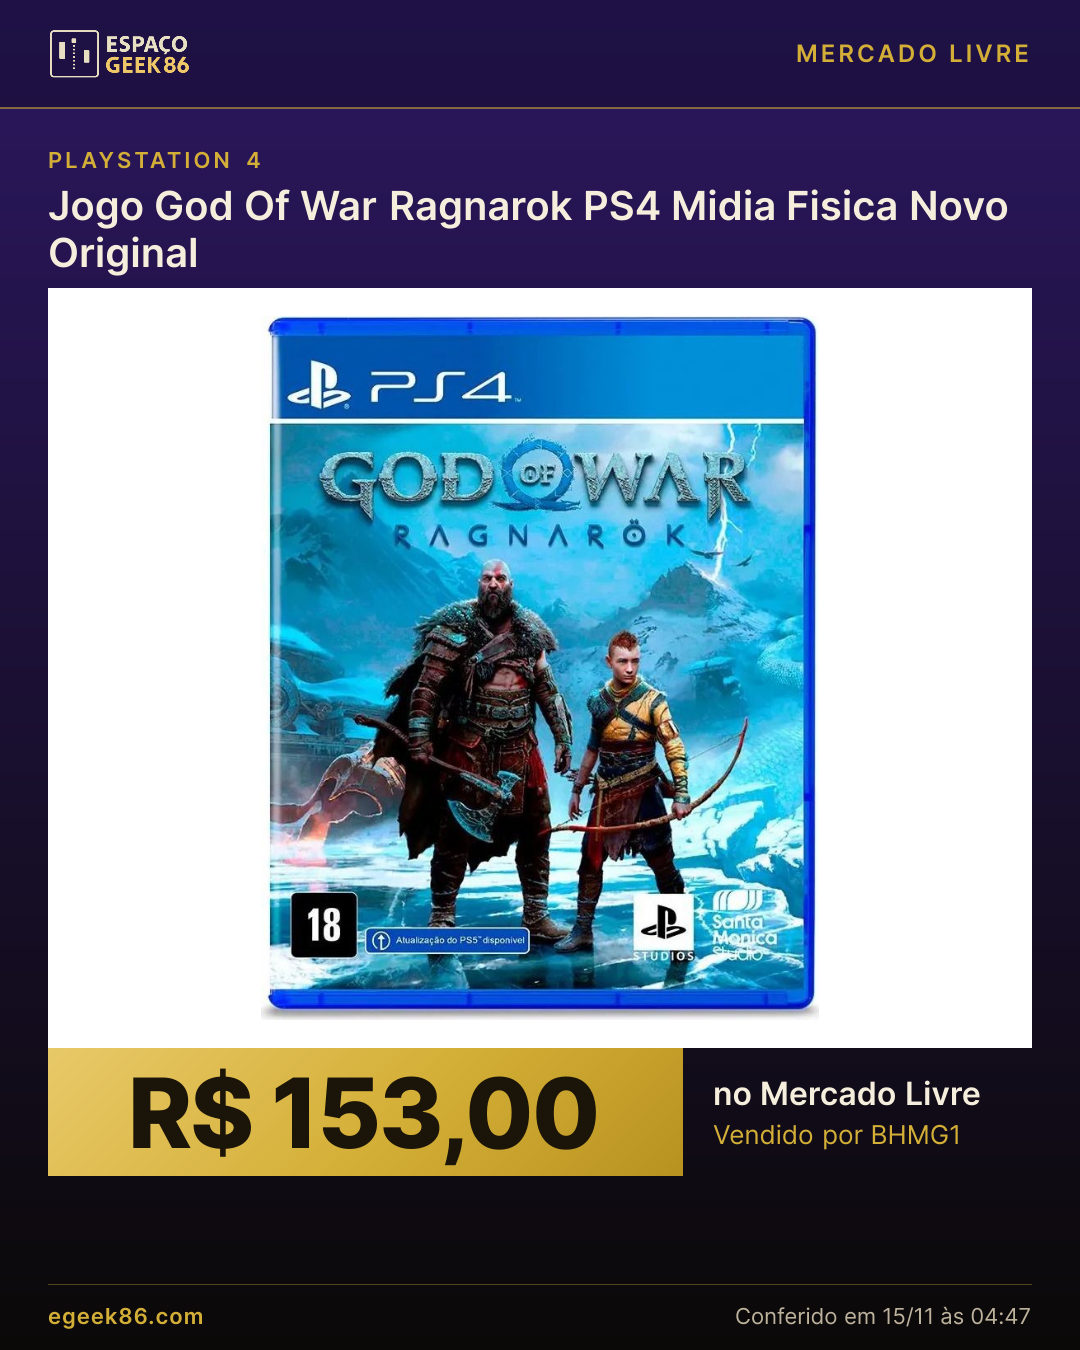 ESPAÇO
GEEK86
MERCADO LIVRE
PLAYSTATION 4
Jogo God Of War Ragnarok PS4 Midia Fisica Novo
Original
PS4
GOD OF WAR
RAGNARÖK
18
Atualização do PS5™ disponível
STUDIOS
Santa
Monica
Studio
R$ 153,00
no Mercado Livre
Vendido por BHMG1
egeek86.com
Conferido em 15/11 às 04:47